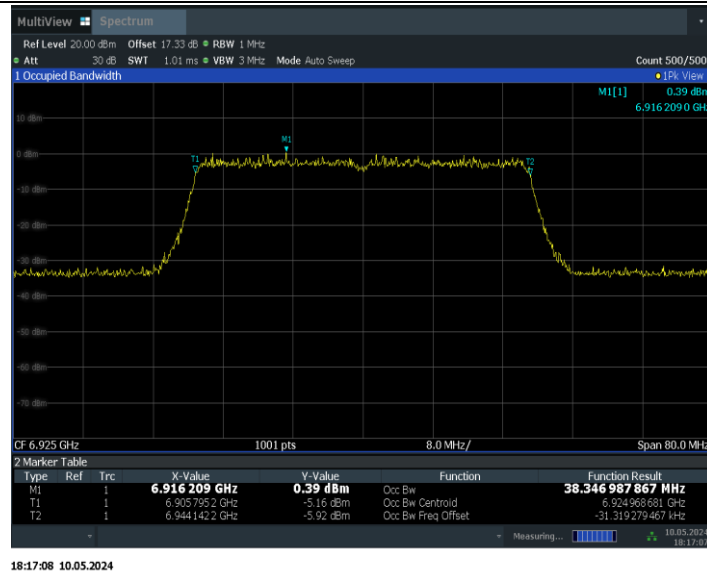 MultiView Spectrum
Ref Level 20.00 dBm Offset 17.33 dB RBW 1 MHz
Att 30 dB SWT 1.01 ms VBW 3 MHz Mode Auto Sweep Count 500/500
1 Occupied Bandwidth 1Pk View
M1[1] 0.39 dBm
6.916 209 0 GHz
10 dBm
M1
0 dBm
T1
T2
-10 dBm
-20 dBm
-30 dBm
-40 dBm
-50 dBm
-60 dBm
-70 dBm
CF 6.925 GHz 1001 pts 8.0 MHz/ Span 80.0 MHz
2 Marker Table
Type Ref Trc X-Value Y-Value Function Function Result
M1 1 6.916 209 GHz 0.39 dBm Occ Bw 38.346 987 867 MHz
T1 1 6.905 795 2 GHz -5.16 dBm Occ Bw Centroid 6.924 968 681 GHz
T2 1 6.944 142 2 GHz -5.92 dBm Occ Bw Freq Offset -31.319 279 467 kHz
Measuring... 10.05.2024
18:17:07
18:17:08 10.05.2024